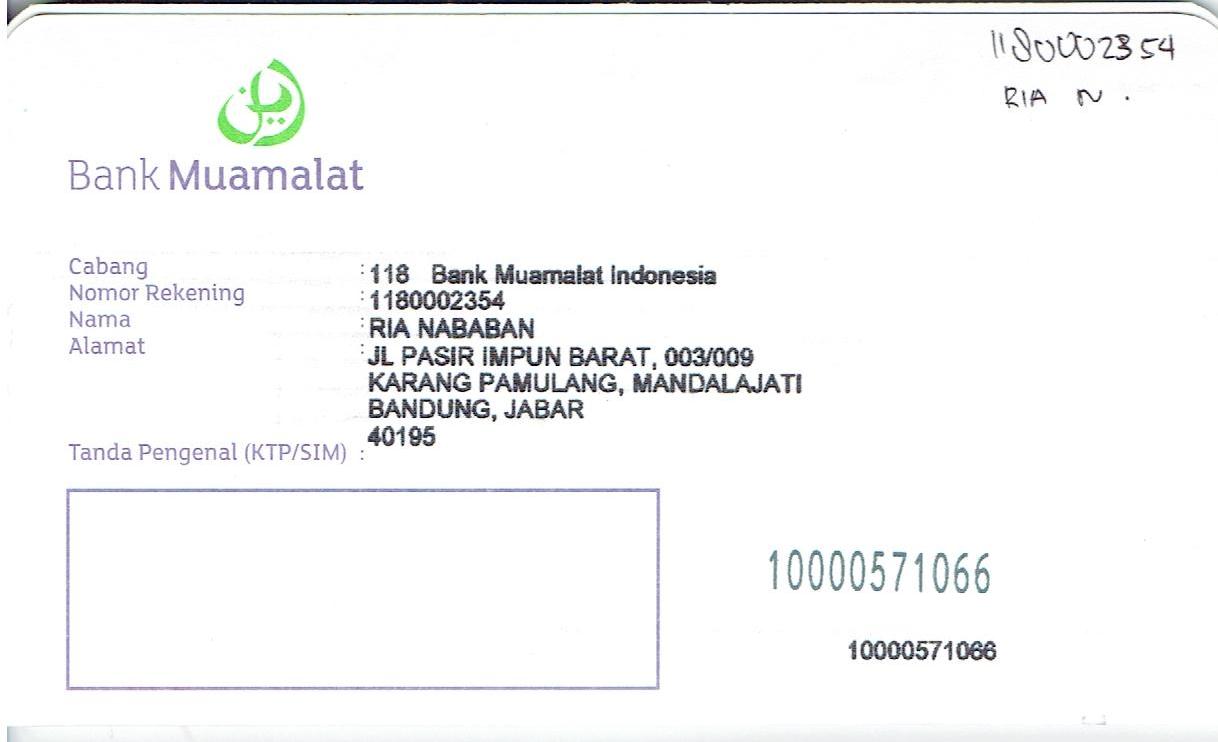 1180002354
RIA N.
Bank Muamalat
Cabang : 118 Bank Muamalat Indonesia
Nomor Rekening : 1180002354
Nama : RIA NABABAN
Alamat : JL PASIR IMPUN BARAT, 003/009
KARANG PAMULANG, MANDALAJATI
BANDUNG, JABAR
40195
Tanda Pengenal (KTP/SIM) :
10000571066
10000571066